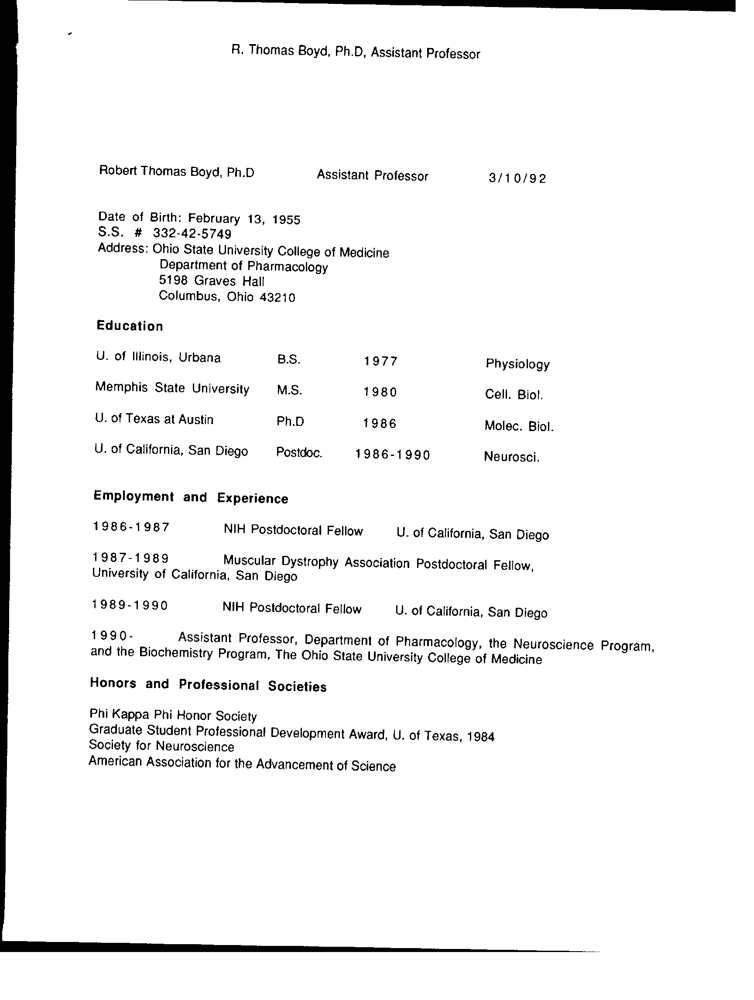 R. Thomas Boyd, Ph.D, Assistant Professor
Robert Thomas Boyd, Ph.D Assistant Professor 3/10/92
Date of Birth: February 13, 1955
S.S. # 332-42-5749
Address: Ohio State University College of Medicine
Department of Pharmacology
5198 Graves Hall
Columbus, Ohio 43210
Education
U. of Illinois, Urbana B.S. 1977 Physiology
Memphis State University M.S. 1980 Cell. Biol.
U. of Texas at Austin Ph.D 1986 Molec. Biol.
U. of California, San Diego Postdoc. 1986-1990 Neurosci.
Employment and Experience
1986-1987 NIH Postdoctoral Fellow U. of California, San Diego
1987-1989 Muscular Dystrophy Association Postdoctoral Fellow,
University of California, San Diego
1989-1990 NIH Postdoctoral Fellow U. of California, San Diego
1990- Assistant Professor, Department of Pharmacology, the Neuroscience Program,
and the Biochemistry Program, The Ohio State University College of Medicine
Honors and Professional Societies
Phi Kappa Phi Honor Society
Graduate Student Professional Development Award, U. of Texas, 1984
Society for Neuroscience
American Association for the Advancement of Science